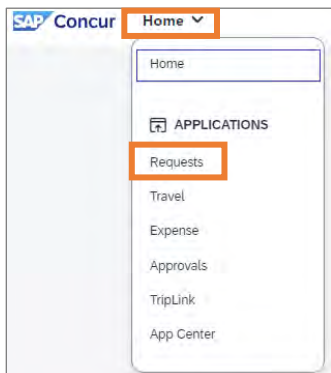 SAP Concur Home
Home
APPLICATIONS
Requests
Travel
Expense
Approvals
TripLink
App Center